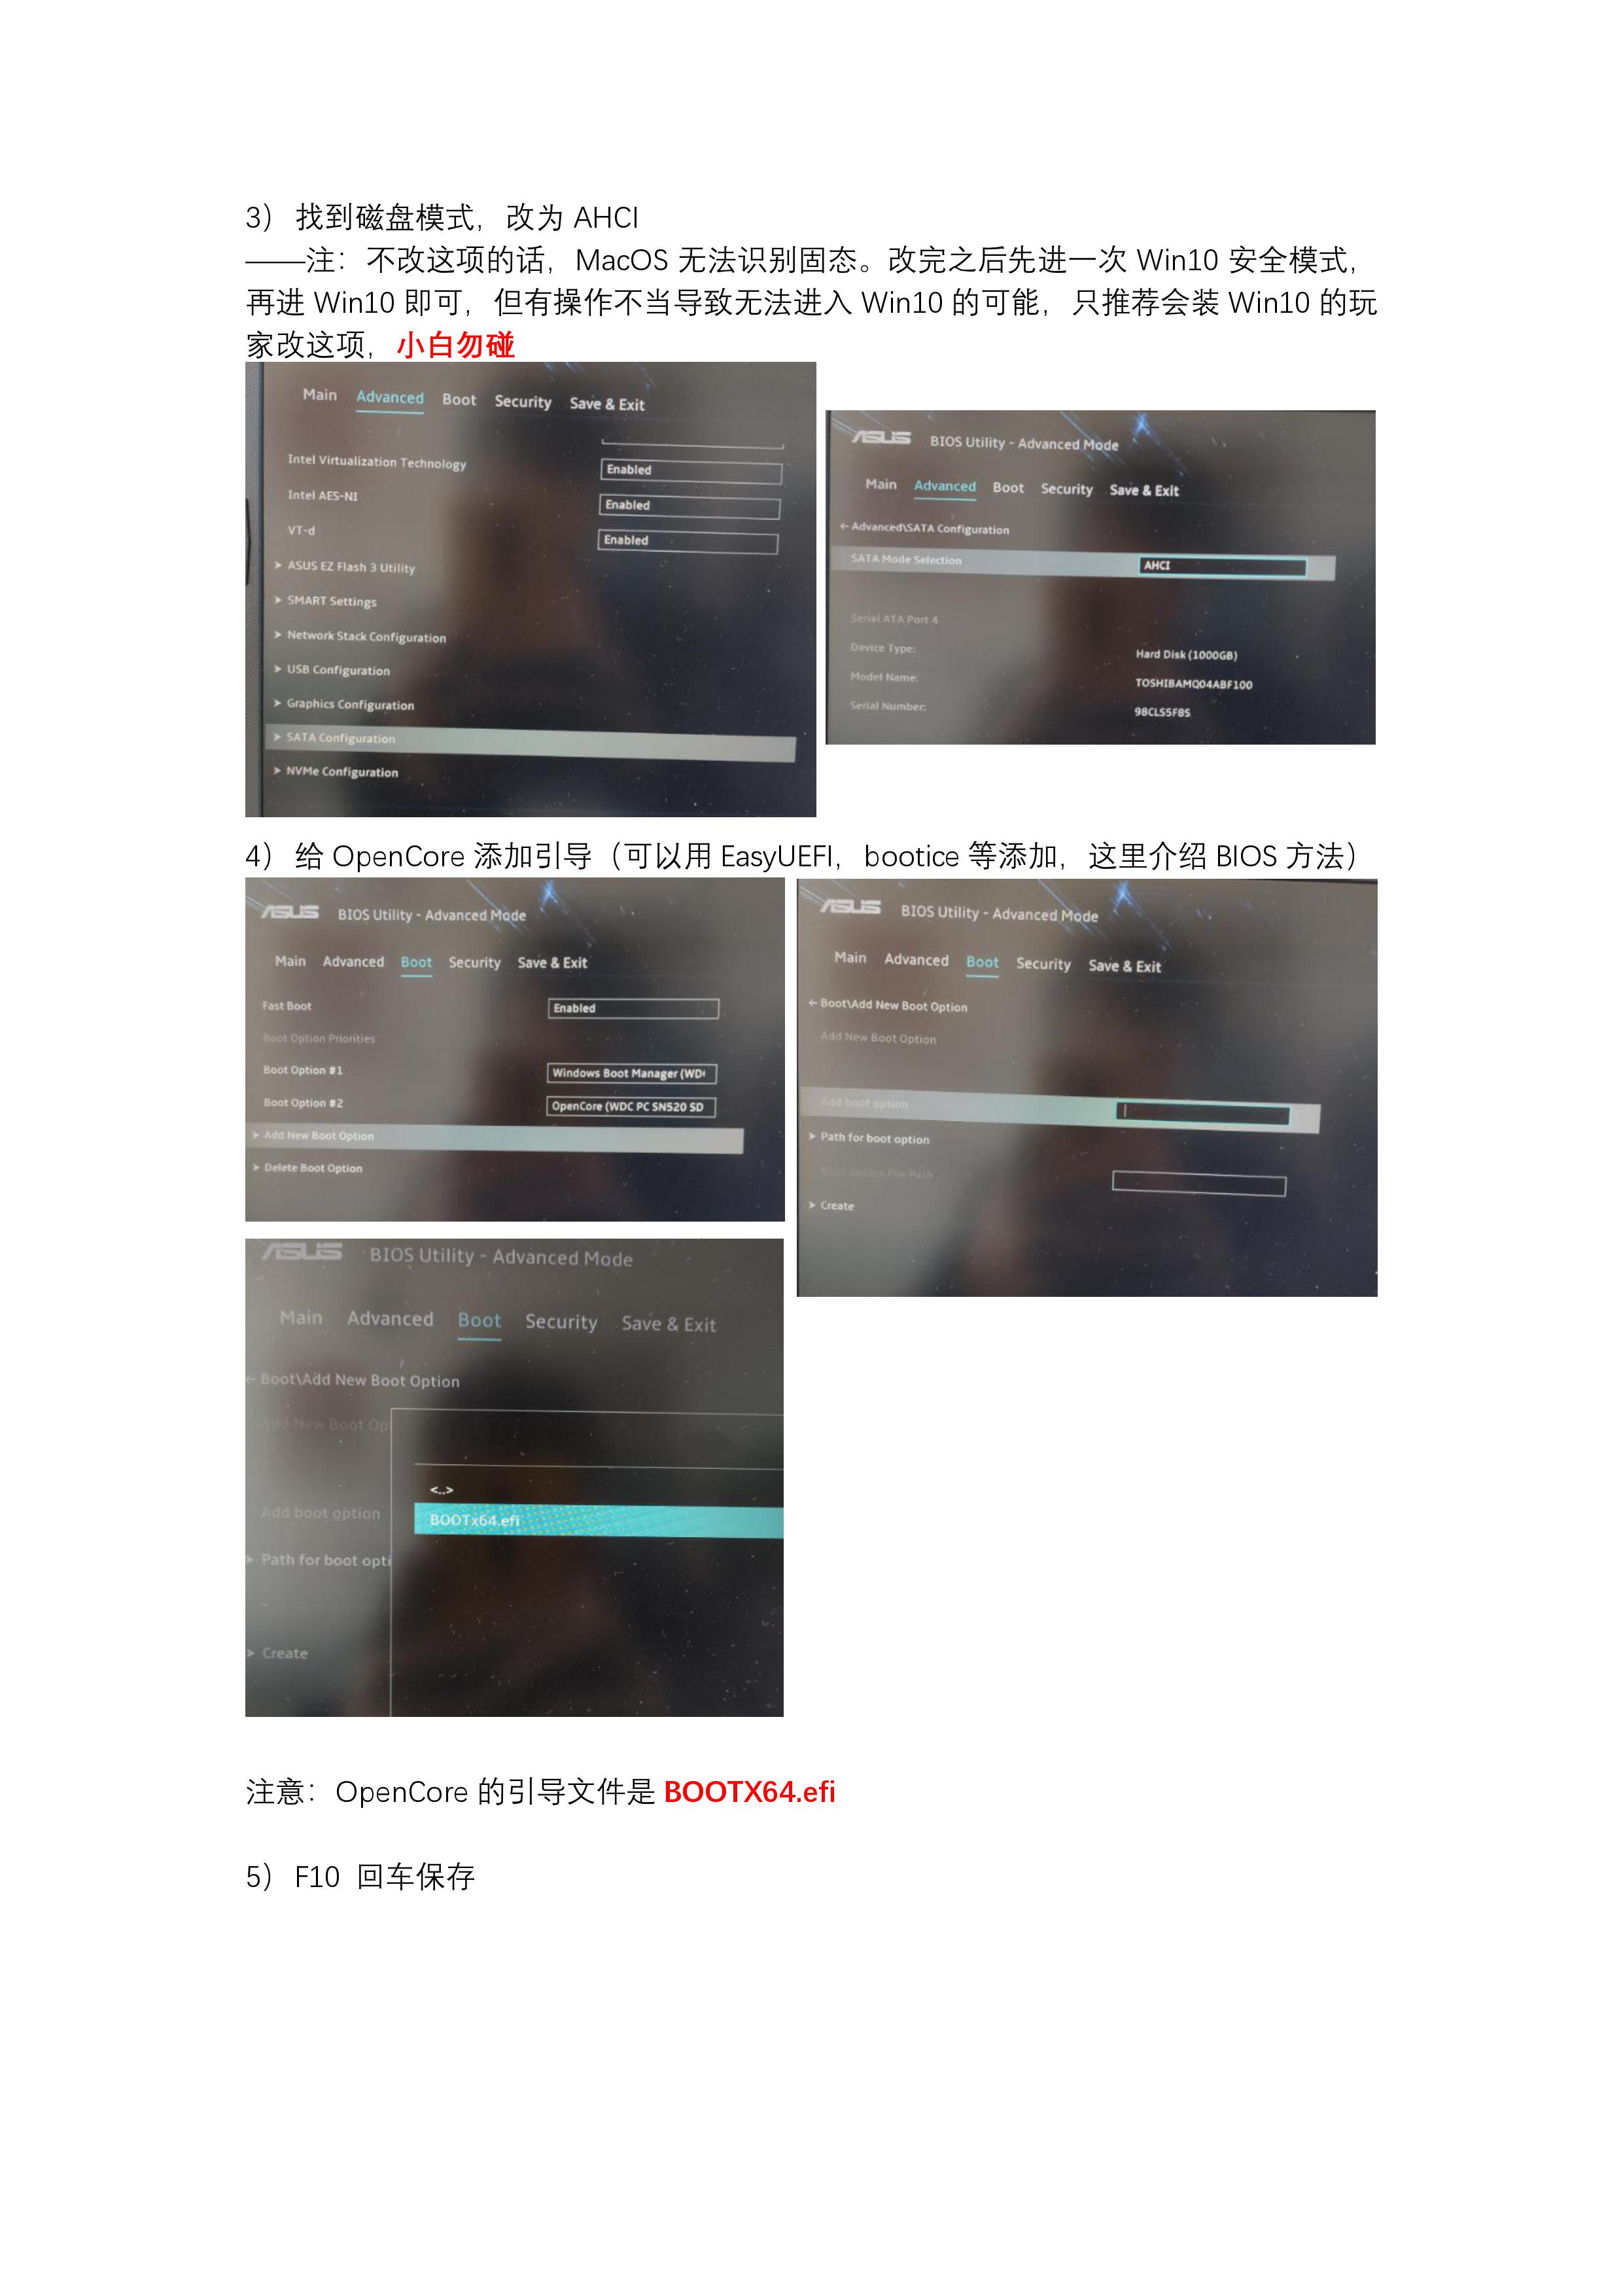 3） 找到磁盘模式，改为 AHCI
——注：不改这项的话，MacOS 无法识别固态。改完之后先进一次 Win10 安全模式，
再进 Win10 即可，但有操作不当导致无法进入 Win10 的可能，只推荐会装 Win10 的玩
家改这项，小白勿碰
Main Advanced Boot Security Save & Exit
Intel Virtualization Technology Enabled
Intel AES-NI Enabled
VT-d Enabled
ASUS EZ Flash 3 Utility
SMART Settings
Network Stack Configuration
USB Configuration
Graphics Configuration
SATA Configuration
NVMe Configuration
ASUS BIOS Utility - Advanced Mode
Main Advanced Boot Security Save & Exit
Advanced\SATA Configuration
SATA Mode Selection AHCI
Serial ATA Port 4
Device Type: Hard Disk (1000GB)
Model Name: TOSHIBAMQ04ABF100
Serial Number: 98CLS5F8S
4） 给 OpenCore 添加引导（可以用 EasyUEFI，bootice 等添加，这里介绍 BIOS 方法）
ASUS BIOS Utility - Advanced Mode
Main Advanced Boot Security Save & Exit
Fast Boot Enabled
Boot Option Priorities
Boot Option #1 Windows Boot Manager (WD
Boot Option #2 OpenCore (WDC PC SN520 SD
Add New Boot Option
Delete Boot Option
ASUS BIOS Utility - Advanced Mode
Main Advanced Boot Security Save & Exit
Boot\Add New Boot Option
Add New Boot Option
Add boot option
Path for boot option
File Path
Create
ASUS BIOS Utility - Advanced Mode
Main Advanced Boot Security Save & Exit
Boot\Add New Boot Option
Add New Boot Op
<..>
Add boot option
BOOTx64.efi
Path for boot opti
Create
注意：OpenCore 的引导文件是 BOOTX64.efi
5） F10 回车保存